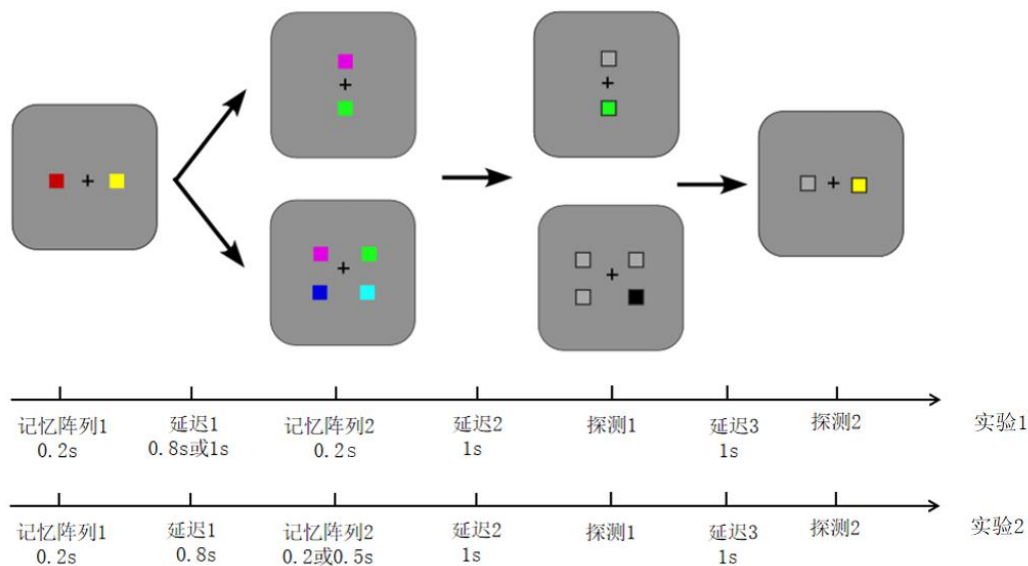 记忆阵列1 延迟1 记忆阵列2 延迟2 探测1 延迟3 探测2 实验1
0.2s 0.8s或1s 0.2s 1s 1s
记忆阵列1 延迟1 记忆阵列2 延迟2 探测1 延迟3 探测2 实验2
0.2s 0.8s 0.2或0.5s 1s 1s